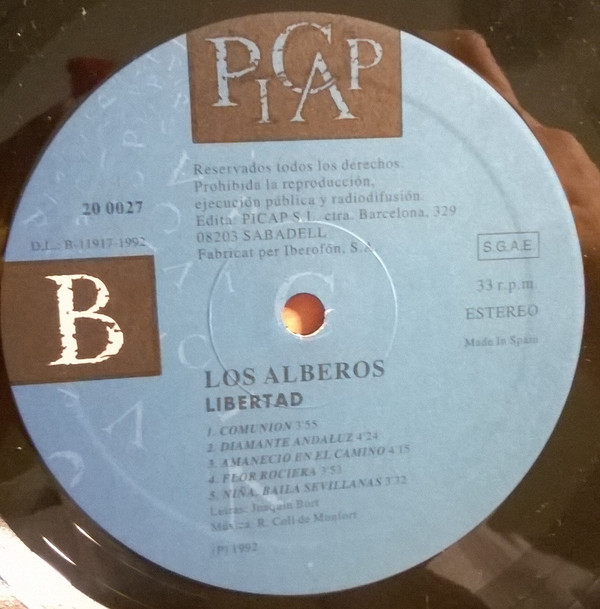 PICAP
Reservados todos los derechos.
Prohibida la reproducción,
ejecución pública y radiodifusión.
Edita: PICAP S.L. ctra. Barcelona, 329
08203 SABADELL
Fabricat per Iberofón, S.A.
20 0027
D.L.: B-11917-1992
S.G.A.E.
33 r.p.m.
ESTEREO
Made In Spain
B
LOS ALBEROS
LIBERTAD
1. COMUNION 3'55
2. DIAMANTE ANDALUZ 4'24
3. AMANECIO EN EL CAMINO 4'15
4. FLOR ROCIERA 3'53
5. NIÑA, BAILA SEVILLANAS 3'32
Letras: Joaquín Bort
Música: R. Coll de Monfort
(P) 1992